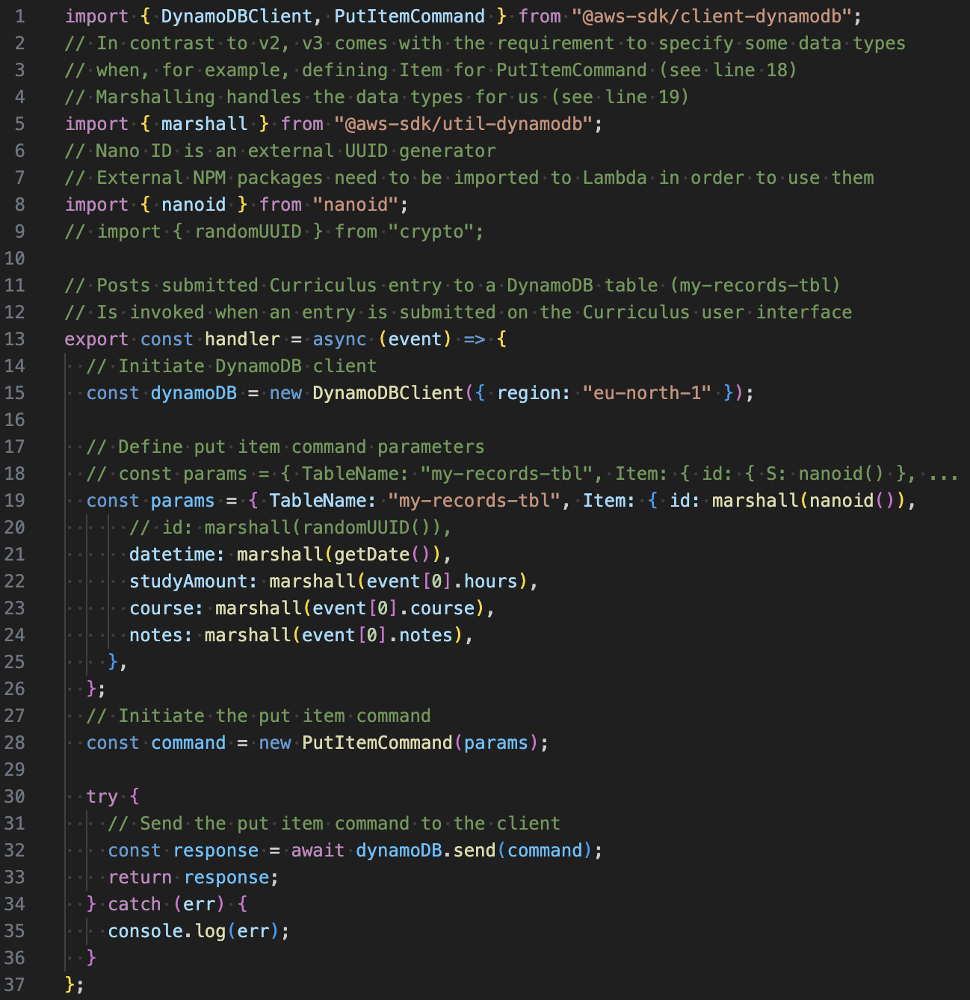 1 import { DynamoDBClient, PutItemCommand } from "@aws-sdk/client-dynamodb";
2 // In contrast to v2, v3 comes with the requirement to specify some data types
3 // when, for example, defining Item for PutItemCommand (see line 18)
4 // Marshalling handles the data types for us (see line 19)
5 import { marshall } from "@aws-sdk/util-dynamodb";
6 // Nano ID is an external UUID generator
7 // External NPM packages need to be imported to Lambda in order to use them
8 import { nanoid } from "nanoid";
9 // import { randomUUID } from "crypto";
10
11 // Posts submitted Curriculus entry to a DynamoDB table (my-records-tbl)
12 // Is invoked when an entry is submitted on the Curriculus user interface
13 export const handler = async (event) => {
14   // Initiate DynamoDB client
15   const dynamoDB = new DynamoDBClient({ region: "eu-north-1" });
16
17   // Define put item command parameters
18   // const params = { TableName: "my-records-tbl", Item: { id: { S: nanoid() }, ...
19   const params = { TableName: "my-records-tbl", Item: { id: marshall(nanoid()),
20       // id: marshall(randomUUID()),
21       datetime: marshall(getDate()),
22       studyAmount: marshall(event[0].hours),
23       course: marshall(event[0].course),
24       notes: marshall(event[0].notes),
25     },
26   };
27   // Initiate the put item command
28   const command = new PutItemCommand(params);
29
30   try {
31     // Send the put item command to the client
32     const response = await dynamoDB.send(command);
33     return response;
34   } catch (err) {
35     console.log(err);
36   }
37 };